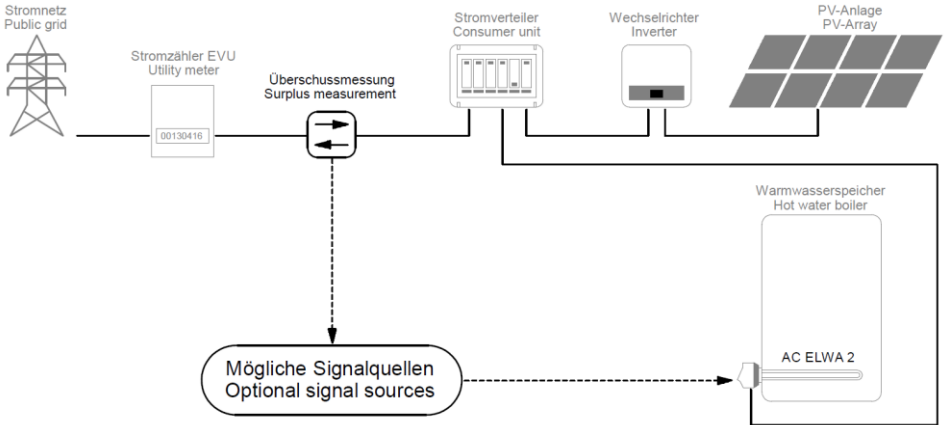 Stromnetz
Public grid
Stromzähler EVU
Utility meter
00130416
Überschussmessung
Surplus measurement
Stromverteiler
Consumer unit
Wechselrichter
Inverter
PV-Anlage
PV-Array
Warmwasserspeicher
Hot water boiler
AC ELWA 2
Mögliche Signalquellen
Optional signal sources